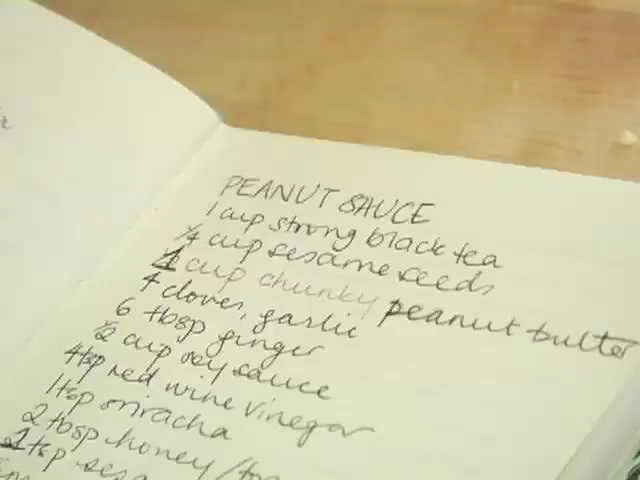 PEANUT SAUCE
1 cup strong black tea
1/4 cup sesame seeds
cup chunky peanut butter
4 cloves, garlic
6 tbsp ginger
1/2 cup soy sauce
4 tsp red wine vinegar
1 tsp sriracha
2 tbsp honey /
tsp